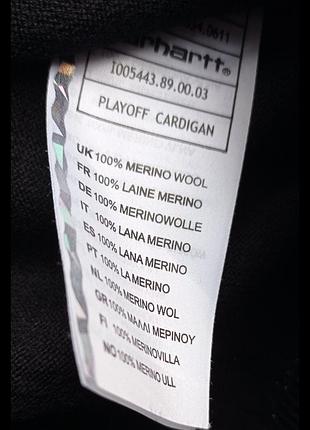 .0611
carhartt
I005443.89.00.03
PLAYOFF CARDIGAN
UK 100% MERINO WOOL
FR 100% LAINE MERINO
DE 100% MERINOWOLLE
IT 100% LANA MERINO
ES 100% LANA MERINO
PT 100% LA MERINO
NL 100% MERINO WOL
GR 100% ΜΑΛΛΙ ΜΕΡΙΝΟΥ
FI 100% MERINOVILLA
NO 100% MERINO ULL